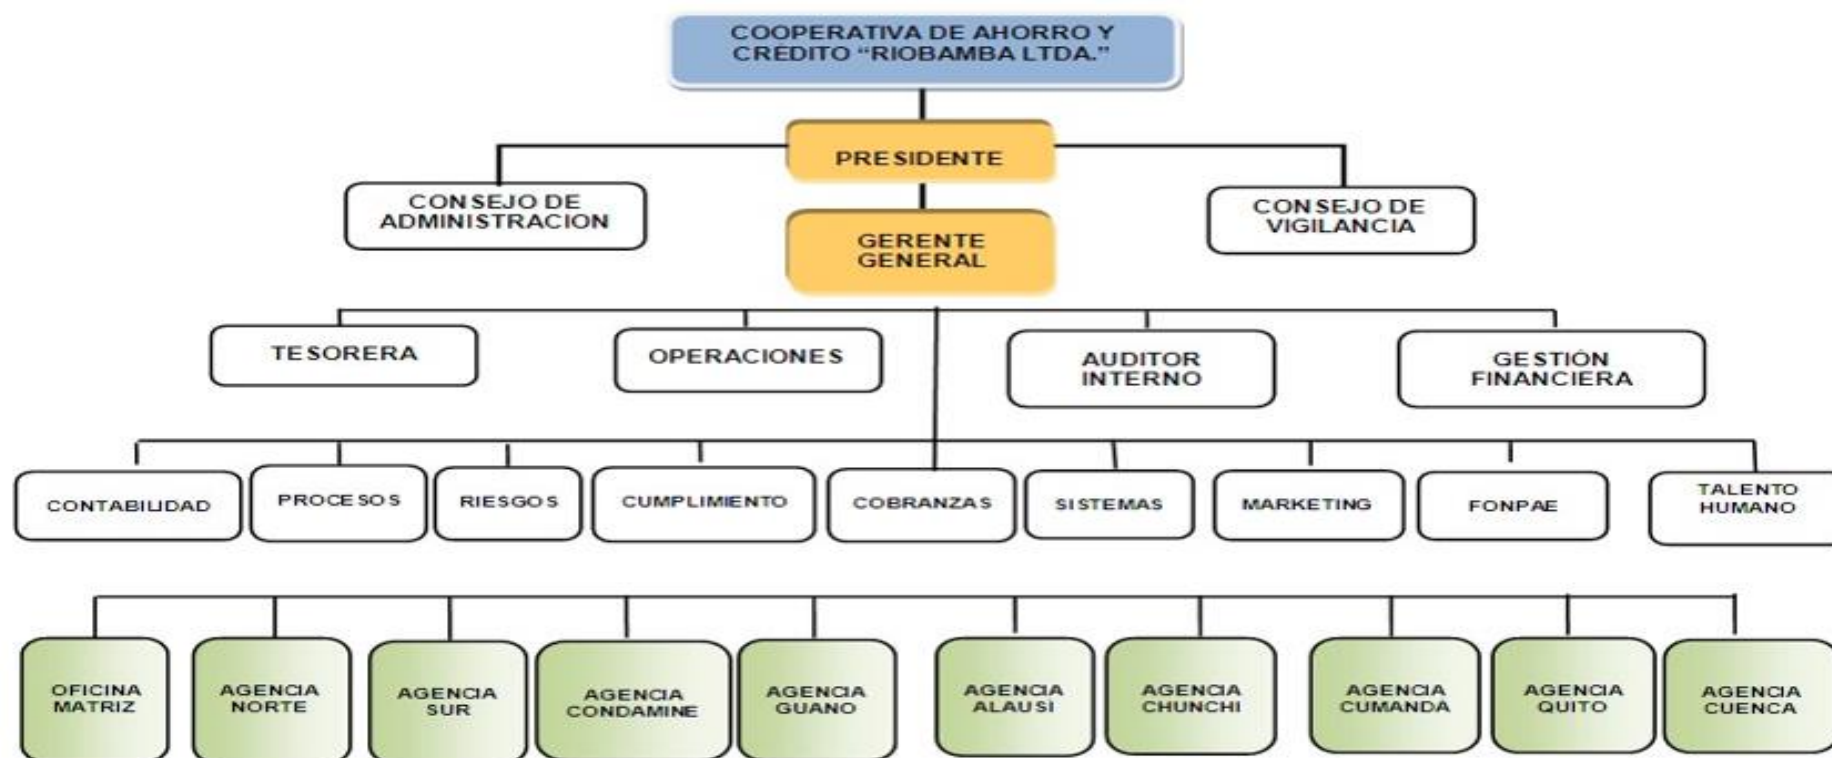 COOPERATIVA DE AHORRO Y
CRÉDITO “RIOBAMBA LTDA.”
PRESIDENTE
CONSEJO DE
ADMINISTRACION
CONSEJO DE
VIGILANCIA
GERENTE
GENERAL
TESORERA
OPERACIONES
AUDITOR
INTERNO
GESTIÓN
FINANCIERA
CONTABILIDAD
PROCESOS
RIESGOS
CUMPLIMIENTO
COBRANZAS
SISTEMAS
MARKETING
FONPAE
TALENTO
HUMANO
OFICINA
MATRIZ
AGENCIA
NORTE
AGENCIA
SUR
AGENCIA
CONDAMINE
AGENCIA
GUANO
AGENCIA
ALAUSI
AGENCIA
CHUNCHI
AGENCIA
CUMANDA
AGENCIA
QUITO
AGENCIA
CUENCA